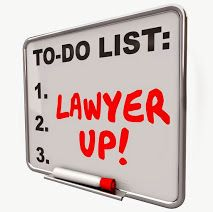 TO-DO LIST:
1.
LAWYER
2.
UP!
3.